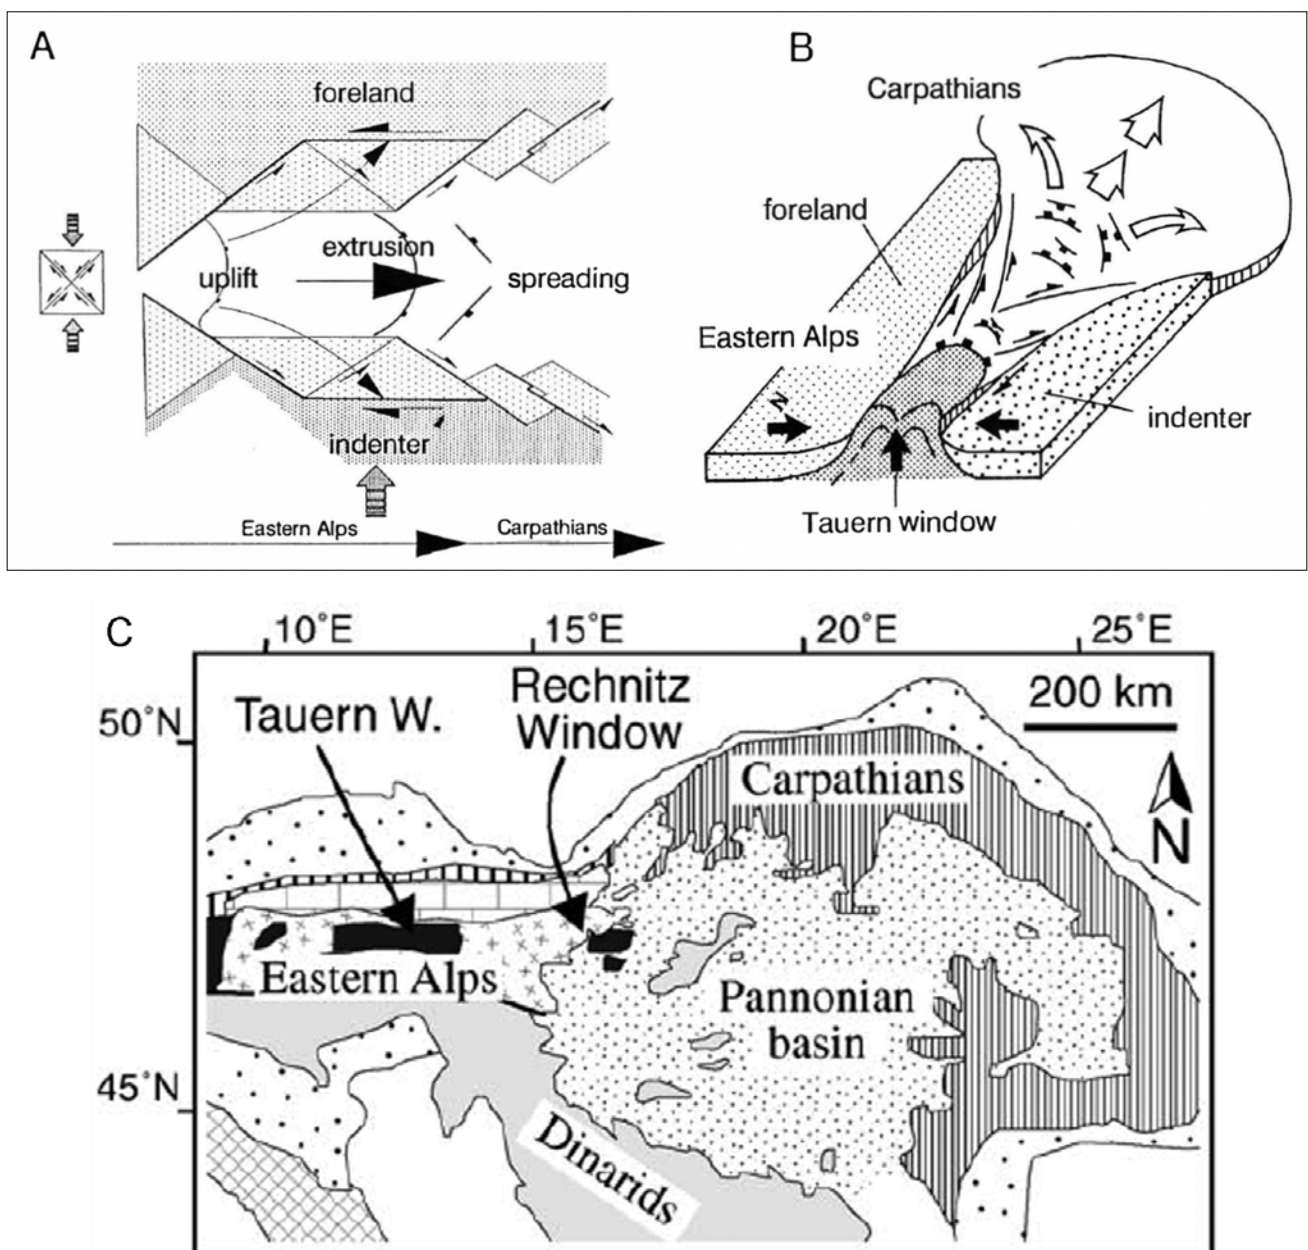 A
foreland
uplift
extrusion
spreading
indenter
Eastern Alps
Carpathians
B
Carpathians
foreland
Eastern Alps
N
indenter
Tauern window
C
10°E
15°E
20°E
25°E
50°N
45°N
Tauern W.
Rechnitz
Window
200 km
Carpathians
N
Eastern Alps
Pannonian
basin
Dinarids